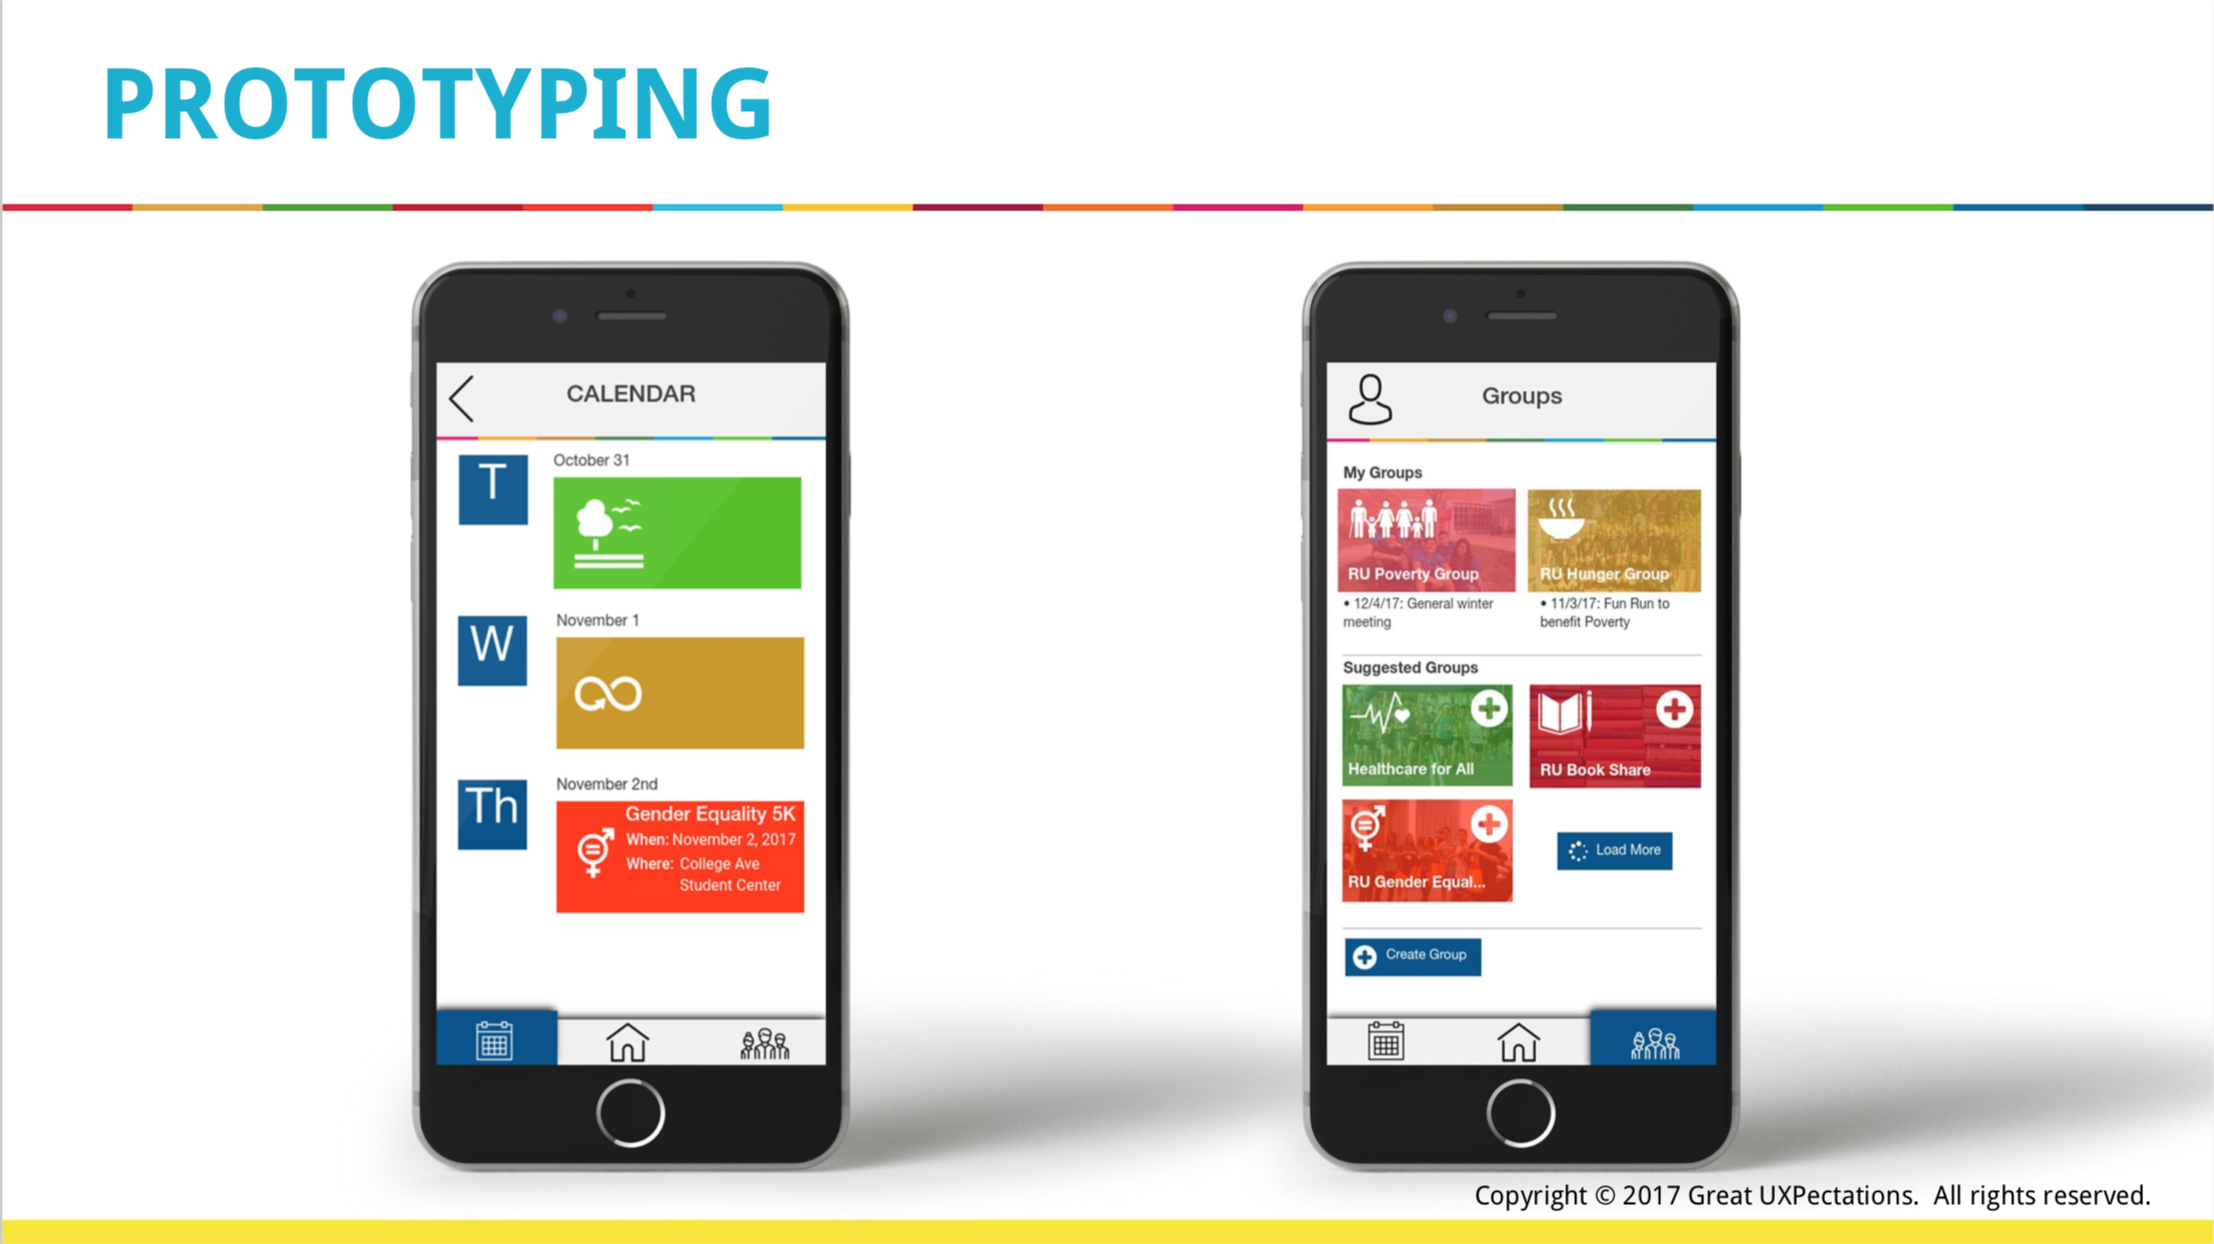 PROTOTYPING
CALENDAR
T
October 31
W
November 1
Th
November 2nd
Gender Equality 5K
When: November 2, 2017
Where: College Ave
Student Center
Groups
My Groups
RU Poverty Group
• 12/4/17: General winter
meeting
RU Hunger Group
• 11/3/17: Fun Run to
benefit Poverty
Suggested Groups
Healthcare for All
RU Book Share
RU Gender Equal...
Load More
Create Group
Copyright © 2017 Great UXPectations. All rights reserved.